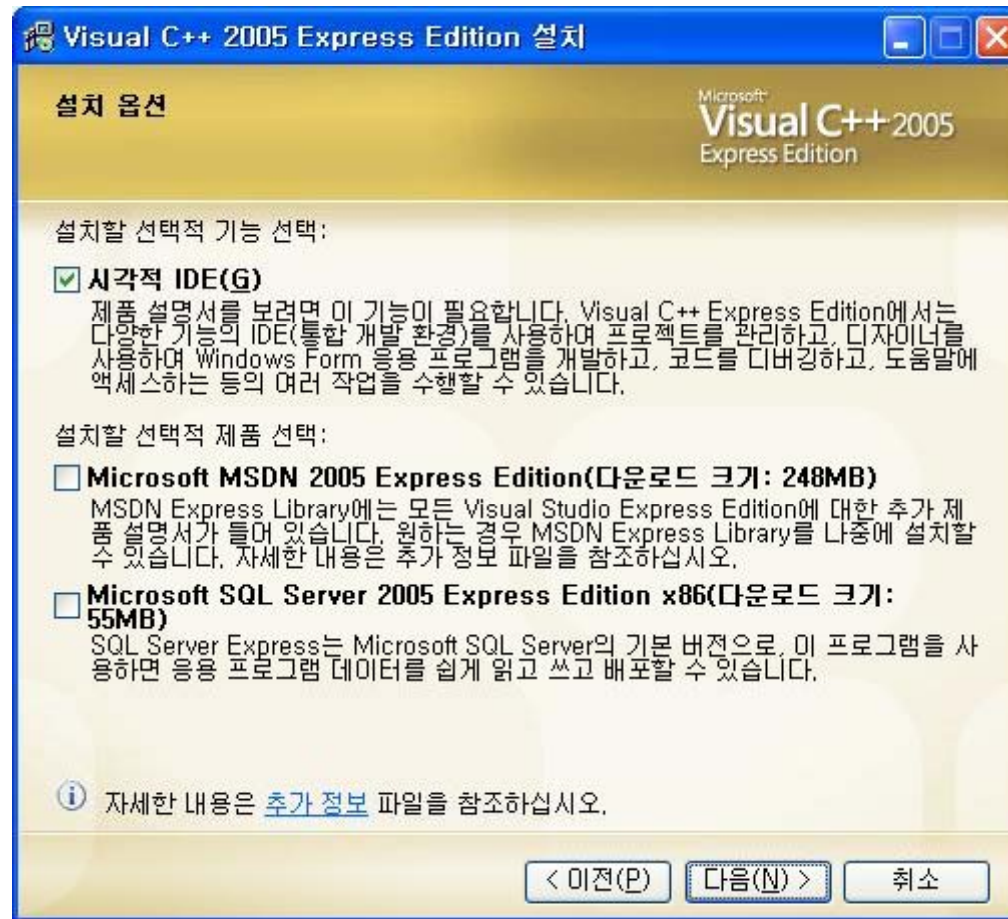 Visual C++ 2005 Express Edition 설치
설치 옵션
Microsoft
Visual C++ 2005
Express Edition
설치할 선택적 기능 선택:
시각적 IDE(G)
제품 설명서를 보려면 이 기능이 필요합니다. Visual C++ Express Edition에서는
다양한 기능의 IDE(통합 개발 환경)를 사용하여 프로젝트를 관리하고, 디자이너를
사용하여 Windows Form 응용 프로그램을 개발하고, 코드를 디버깅하고, 도움말에
액세스하는 등의 여러 작업을 수행할 수 있습니다.
설치할 선택적 제품 선택:
Microsoft MSDN 2005 Express Edition(다운로드 크기: 248MB)
MSDN Express Library에는 모든 Visual Studio Express Edition에 대한 추가 제
품 설명서가 들어 있습니다. 원하는 경우 MSDN Express Library를 나중에 설치할
수 있습니다. 자세한 내용은 추가 정보 파일을 참조하십시오.
Microsoft SQL Server 2005 Express Edition x86(다운로드 크기:
55MB)
SQL Server Express는 Microsoft SQL Server의 기본 버전으로, 이 프로그램을 사
용하면 응용 프로그램 데이터를 쉽게 읽고 쓰고 배포할 수 있습니다.
자세한 내용은 추가 정보 파일을 참조하십시오.
< 이전(P)
다음(N) >
취소